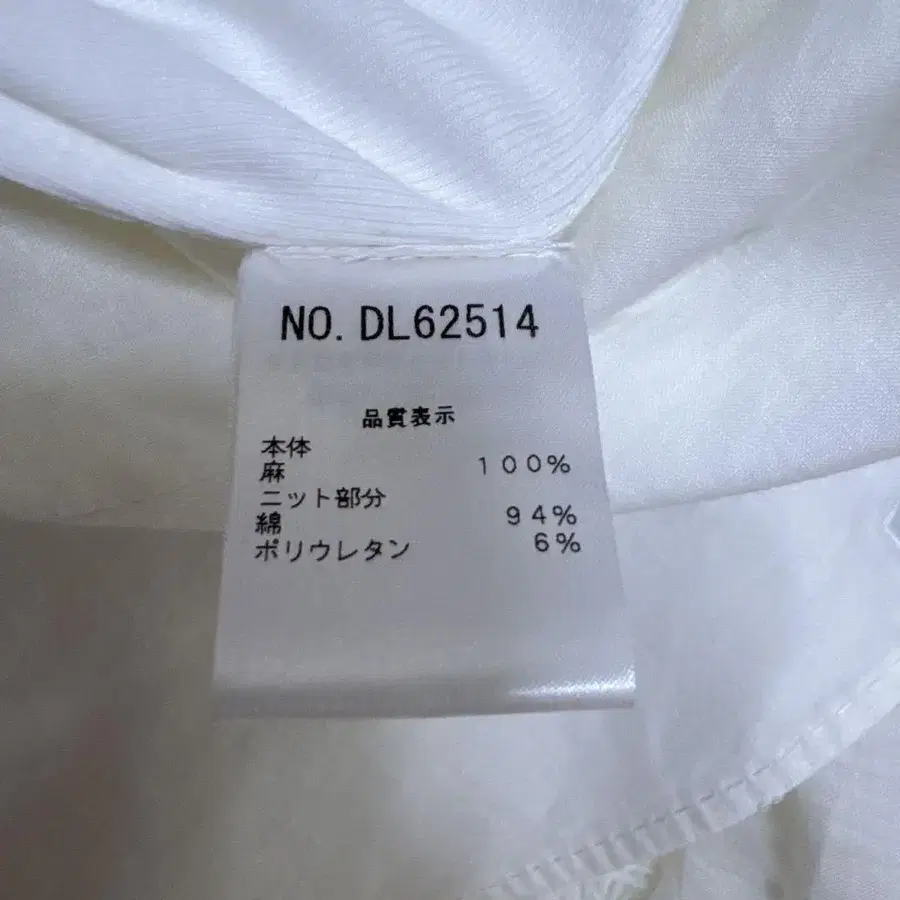 NO. DL62514
品質表示
本体
麻 100%
ニット部分
綿 94%
ポリウレタン 6%